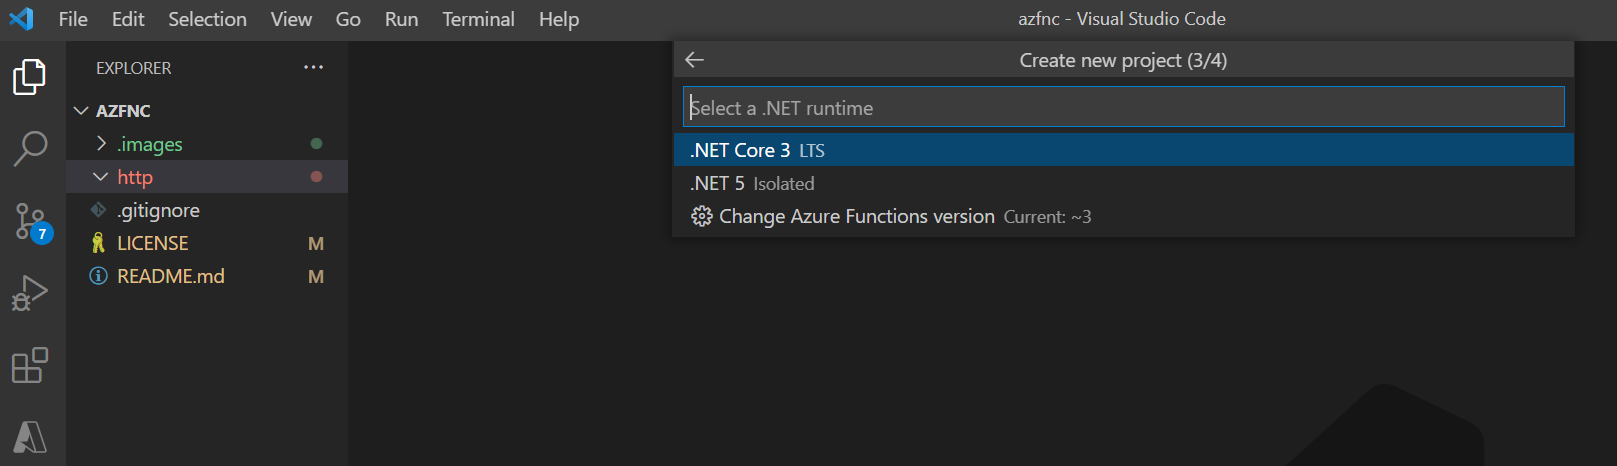 File Edit Selection View Go Run Terminal Help azfnc - Visual Studio Code
EXPLORER ···
AZFNC
.images
http
.gitignore
LICENSE M
README.md M
7
Create new project (3/4)
Select a .NET runtime
.NET Core 3 LTS
.NET 5 Isolated
Change Azure Functions version Current: ~3